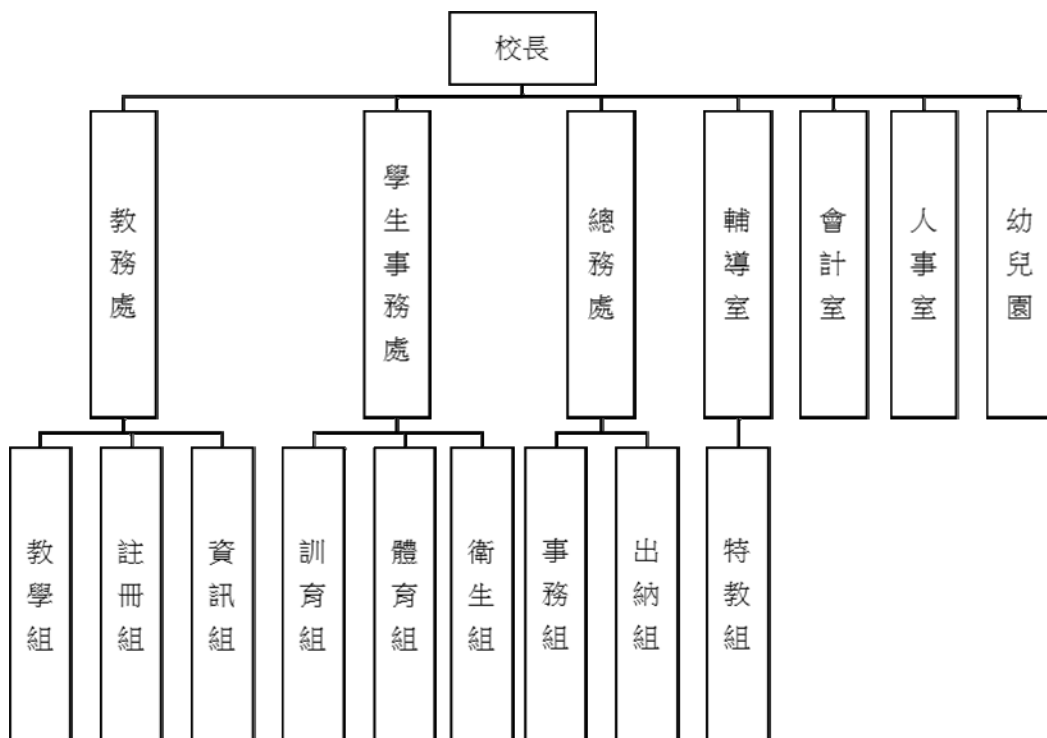 校長
教務處
學生事務處
總務處
輔導室
會計室
人事室
幼兒園
教學組
註冊組
資訊組
訓育組
體育組
衛生組
事務組
出納組
特教組